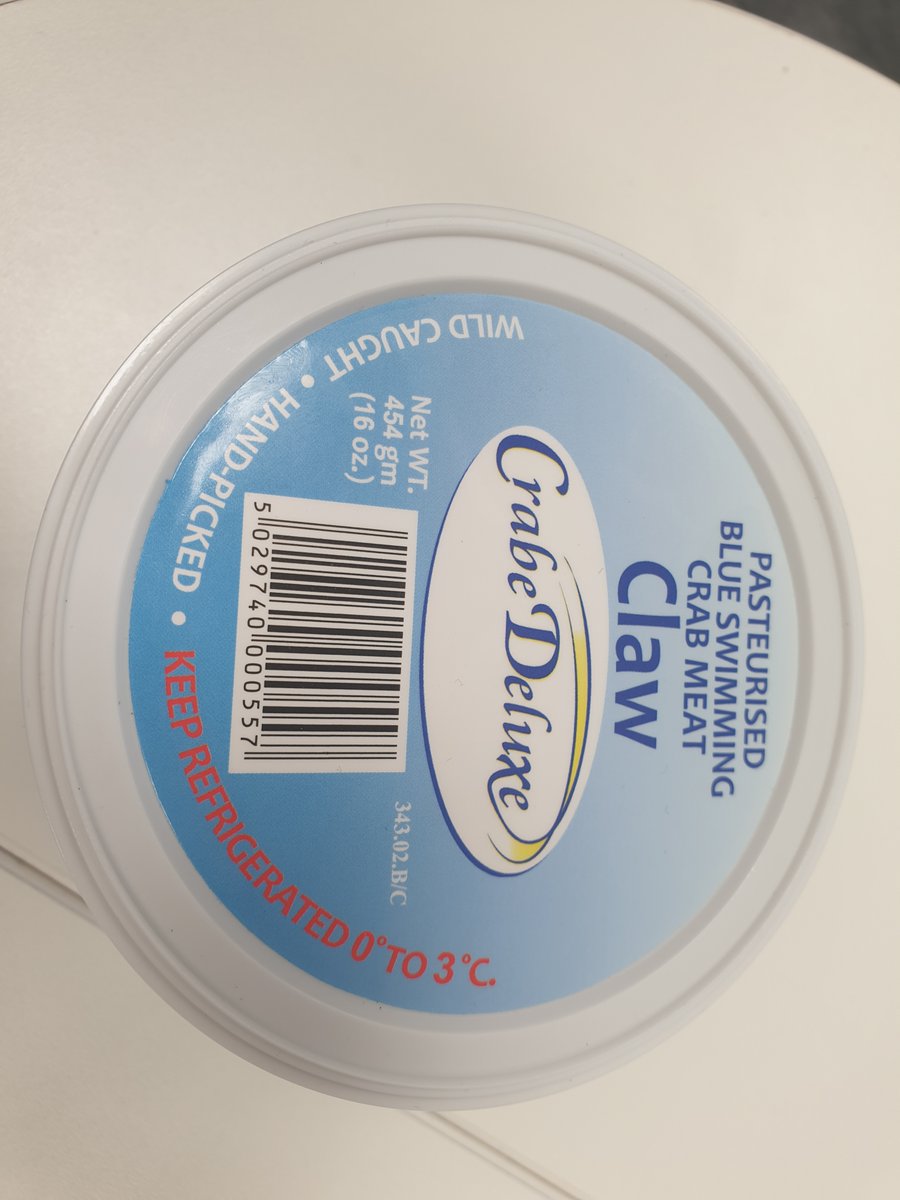 PASTEURISED
BLUE SWIMMING
CRAB MEAT
Claw
Crabe Deluxe
Net WT.
454 gm
(16 oz.)
343.02.B/C
5 029740 000557
WILD CAUGHT • HAND-PICKED • KEEP REFRIGERATED 0° TO 3°C.